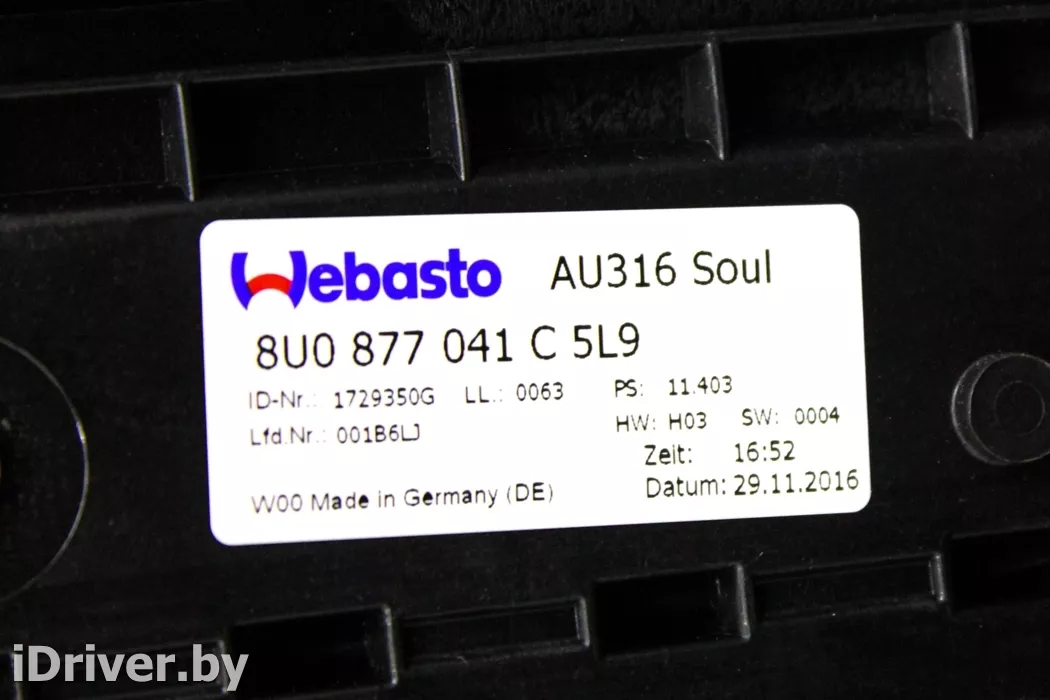 Webasto AU316 Soul
8U0 877 041 C 5L9
ID-Nr.: 1729350G LL.: 0063 PS: 11.403
Lfd.Nr.: 001B6LJ HW: H03 SW: 0004
Zeit: 16:52
W00 Made in Germany (DE) Datum: 29.11.2016
iDriver.by